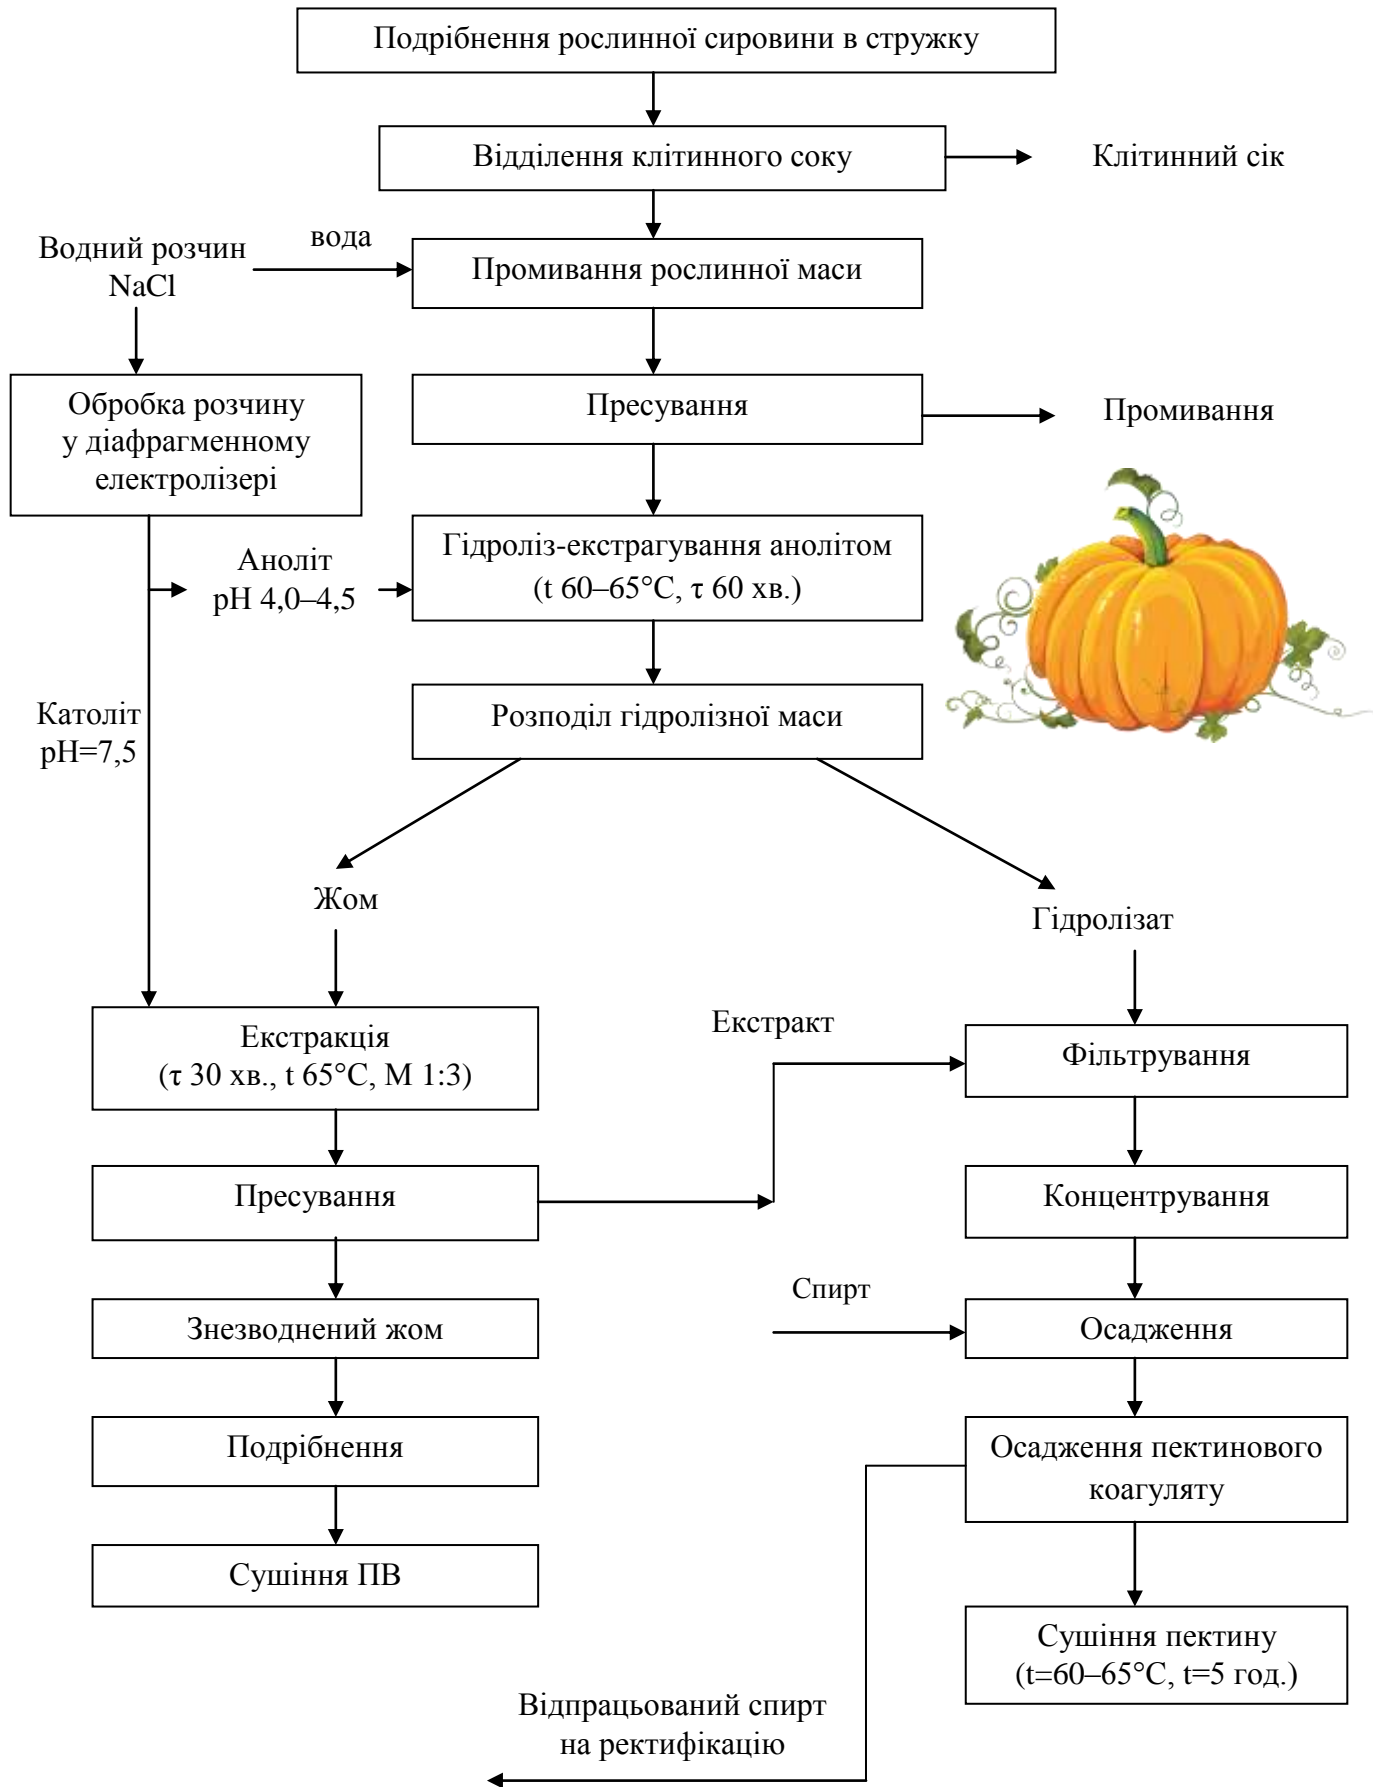 Подрібнення рослинної сировини в стружку
Відділення клітинного соку
Клітинний сік
Водний розчин
NaCl
вода
Промивання рослинної маси
Обробка розчину
у діафрагменному
електролізері
Пресування
Промивання
Аноліт
pH 4,0–4,5
Гідроліз-екстрагування анолітом
(t 60–65°C, τ 60 хв.)
Католіт
pH=7,5
Розподіл гідролізної маси
Жом
Гідролізат
Екстракція
(τ 30 хв., t 65°C, М 1:3)
Екстракт
Фільтрування
Пресування
Концентрування
Спирт
Знезводнений жом
Осадження
Подрібнення
Осадження пектинового
коагуляту
Сушіння ПВ
Сушіння пектину
(t=60–65°C, t=5 год.)
Відпрацьований спирт
на ректифікацію